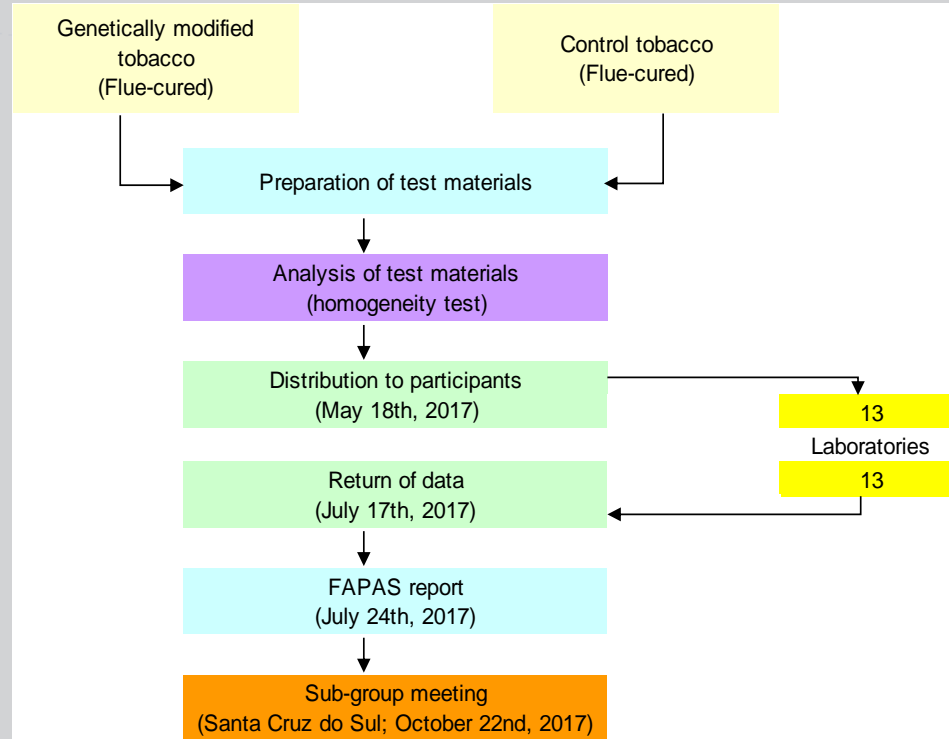 Genetically modified
tobacco
(Flue-cured)
Control tobacco
(Flue-cured)
Preparation of test materials
Analysis of test materials
(homogeneity test)
Distribution to participants
(May 18th, 2017)
13
Laboratories
13
Return of data
(July 17th, 2017)
FAPAS report
(July 24th, 2017)
Sub-group meeting
(Santa Cruz do Sul; October 22nd, 2017)